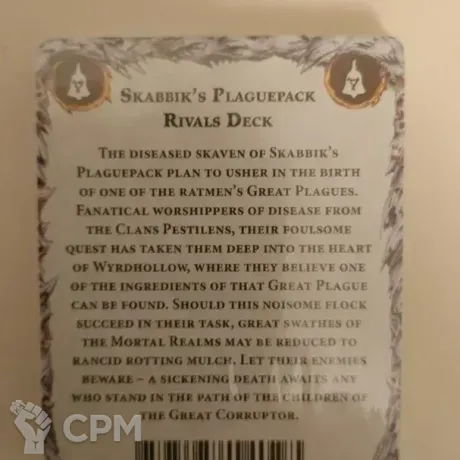 Skabbik's Plaguepack
Rivals Deck
The diseased skaven of Skabbik's
Plaguepack plan to usher in the birth
of one of the ratmen's Great Plagues.
Fanatical worshippers of disease from
the Clans Pestilens, their foulsome
quest has taken them deep into the heart
of Wyrdhollow, where they believe one
of the ingredients of that Great Plague
can be found. Should this noisome flock
succeed in their task, great swathes of
the Mortal Realms may be reduced to
rancid rotting mulch. Let their enemies
beware – a sickening death awaits any
who stand in the path of the children of
the Great Corruptor.
CPM